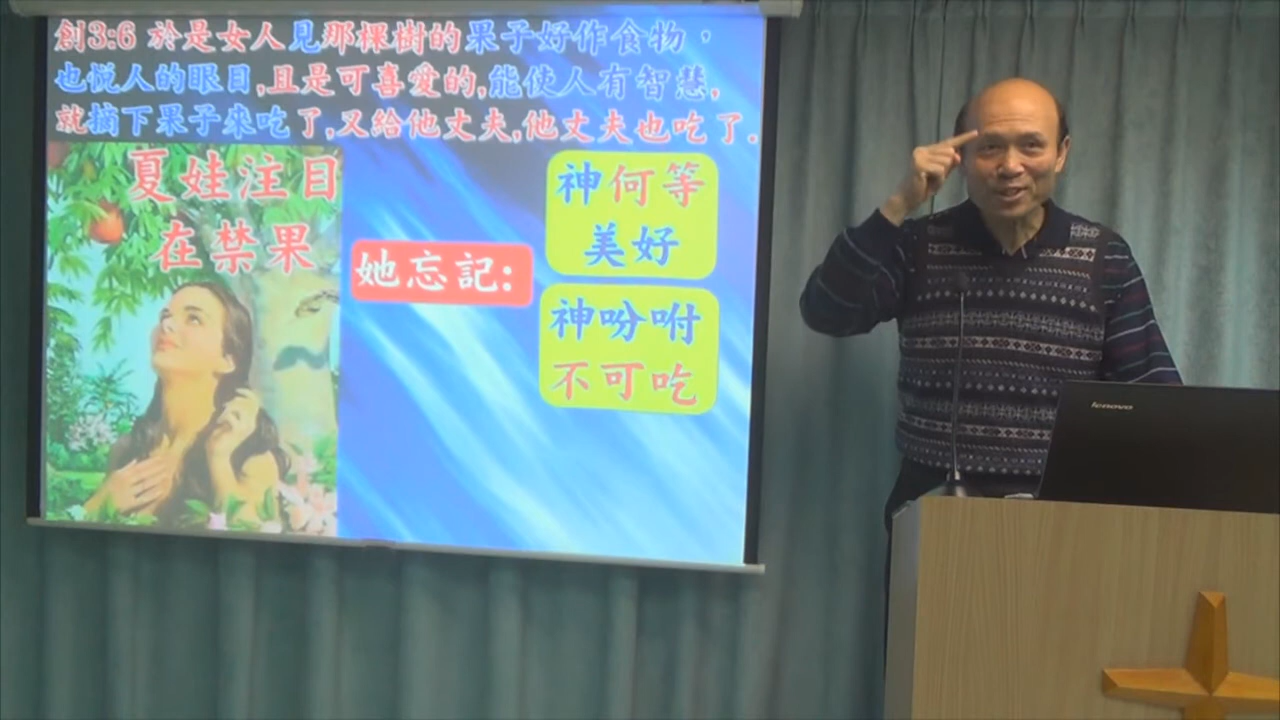 創3:6 於是女人見那棵樹的果子好作食物，
也悅人的眼目,且是可喜愛的,能使人有智慧,
就摘下果子來吃了,又給他丈夫,他丈夫也吃了.
夏娃注目
在禁果
她忘記:
神何等
美好
神吩咐
不可吃
lenovo